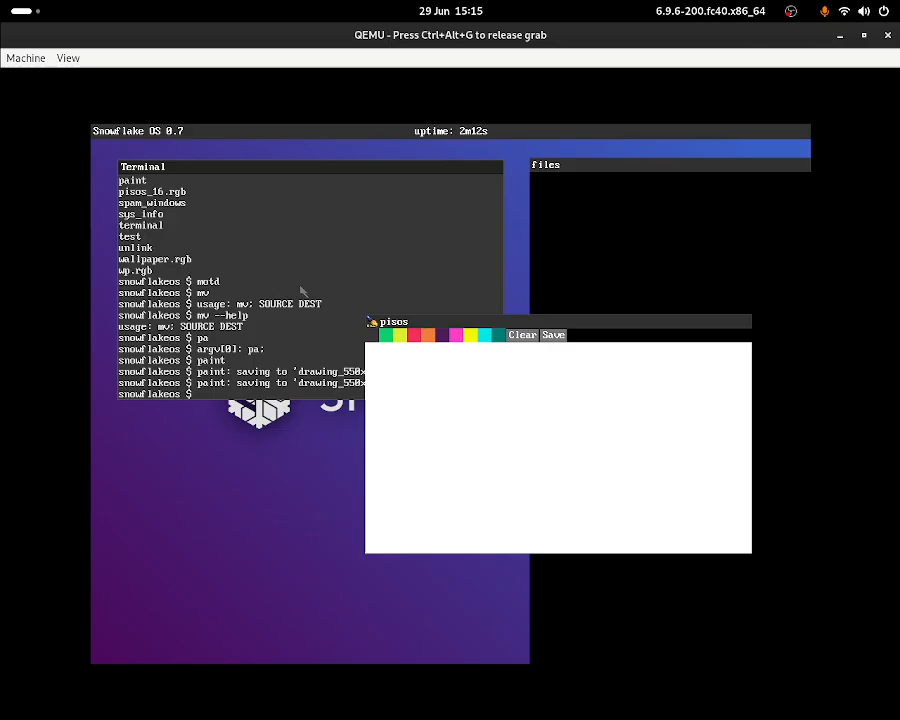 29 Jun 15:15
6.9.6-200.fc40.x86_64
QEMU - Press Ctrl+Alt+G to release grab
Machine View
Snowflake OS 0.7
uptime: 2m12s
Terminal
paint
pisos_16.rgb
spam_windows
sys_info
terminal
test
unlink
wallpaper.rgb
wp.rgb
snowflakeos $ motd
snowflakeos $ mv
snowflakeos $ usage: mv: SOURCE DEST
snowflakeos $ mv --help
usage: mv: SOURCE DEST
snowflakeos $ pa
snowflakeos $ argv[0]: pa:
snowflakeos $ paint
snowflakeos $ paint: saving to 'drawing_550x
snowflakeos $ paint: saving to 'drawing_550x
snowflakeos $
files
pisos
Clear Save